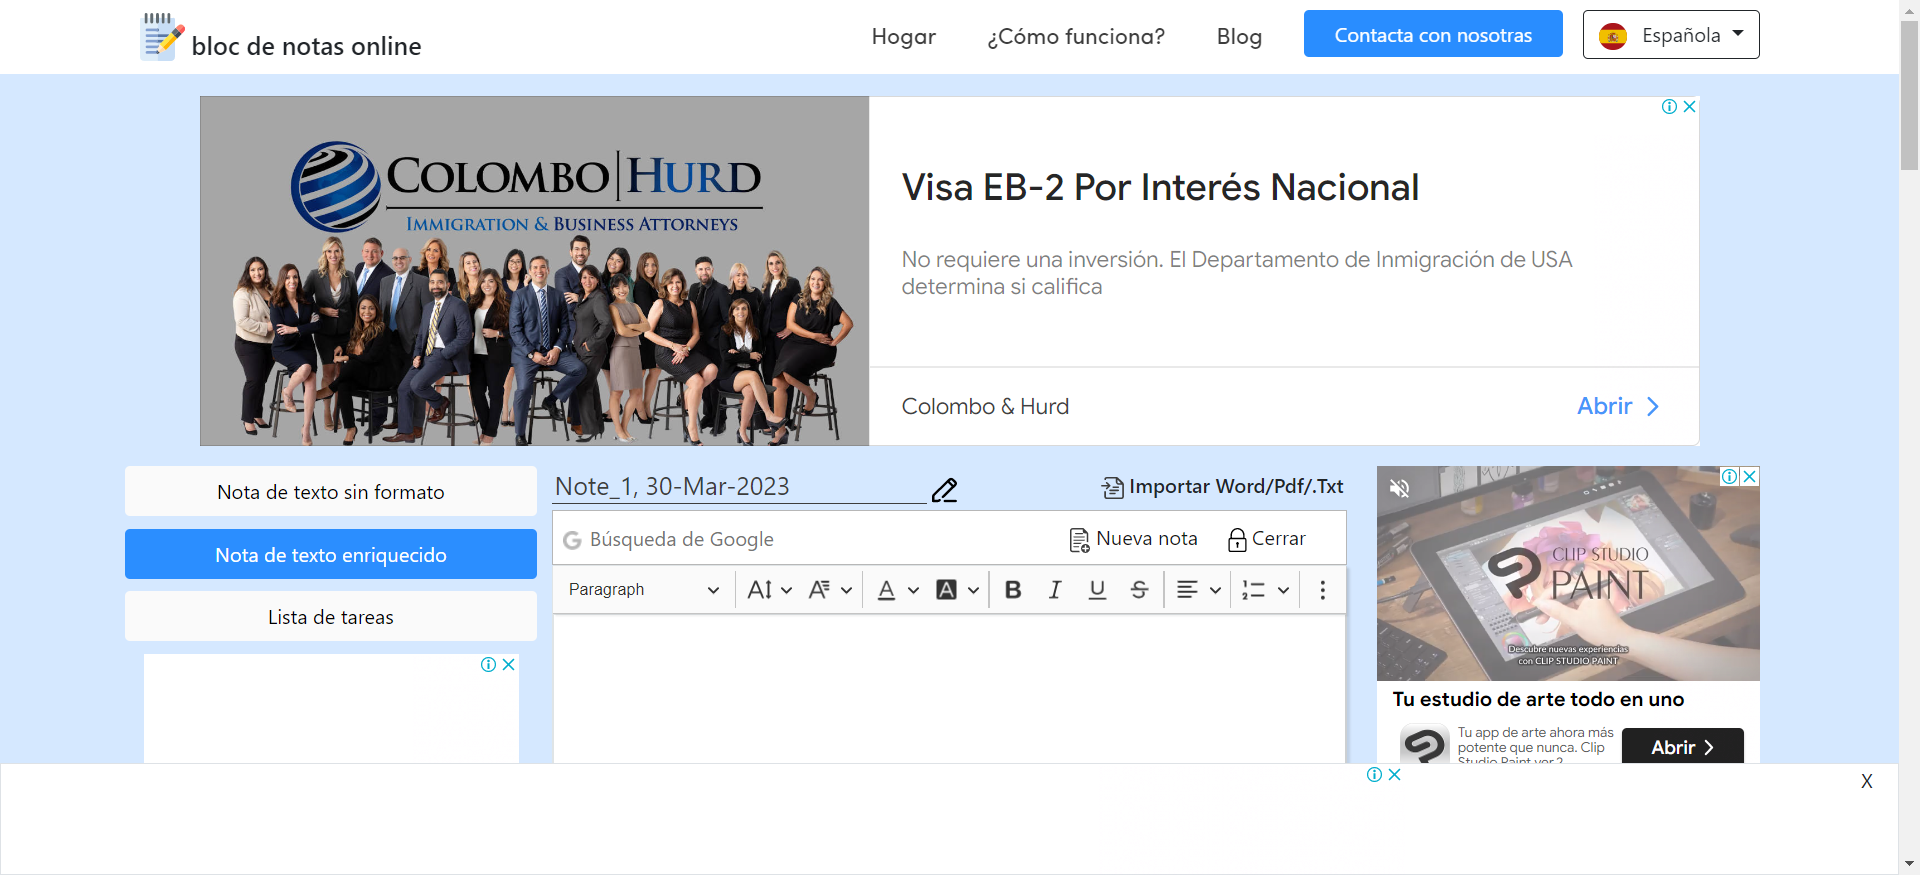 bloc de notas online
Hogar
¿Cómo funciona?
Blog
Contacta con nosotras
Española
COLOMBO HURD
IMMIGRATION & BUSINESS ATTORNEYS
Visa EB-2 Por Interés Nacional
No requiere una inversión. El Departamento de Inmigración de USA
determina si califica
Colombo & Hurd
Abrir
Nota de texto sin formato
Nota de texto enriquecido
Lista de tareas
Note_1, 30-Mar-2023
Importar Word/Pdf/.Txt
G Búsqueda de Google
Nueva nota
Cerrar
Paragraph
A
A
A
A
B
I
U
S
CLIP STUDIO
PAINT
Descubre nuevas experiencias
con CLIP STUDIO PAINT
Tu estudio de arte todo en uno
Tu app de arte ahora más
potente que nunca. Clip
Studio Paint ver.2
Abrir
X